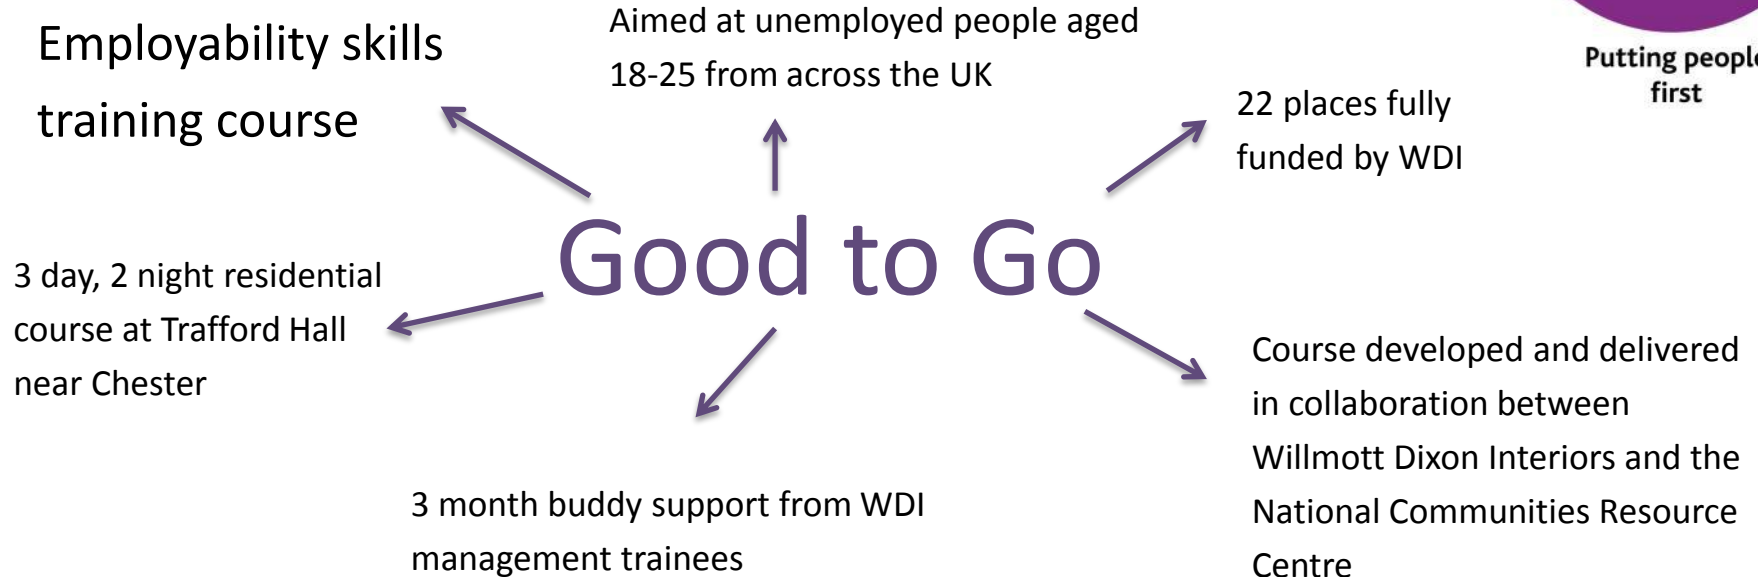 Employability skills
training course
Aimed at unemployed people aged
18-25 from across the UK
Putting people
first
22 places fully
funded by WDI
Good to Go
3 day, 2 night residential
course at Trafford Hall
near Chester
Course developed and delivered
in collaboration between
Willmott Dixon Interiors and the
National Communities Resource
Centre
3 month buddy support from WDI
management trainees